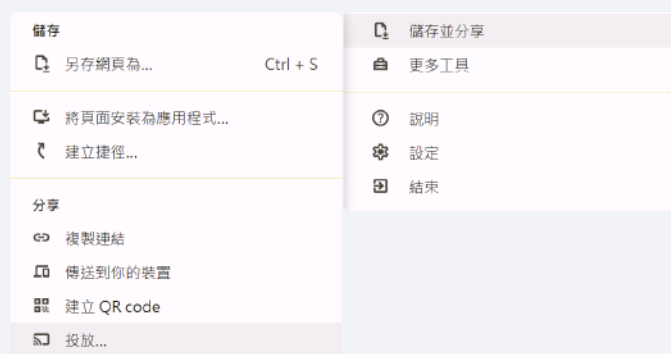 儲存
另存網頁為... Ctrl + S
將頁面安裝為應用程式...
建立捷徑...
分享
複製連結
傳送到你的裝置
建立 QR code
投放...
儲存並分享
更多工具
說明
設定
結束